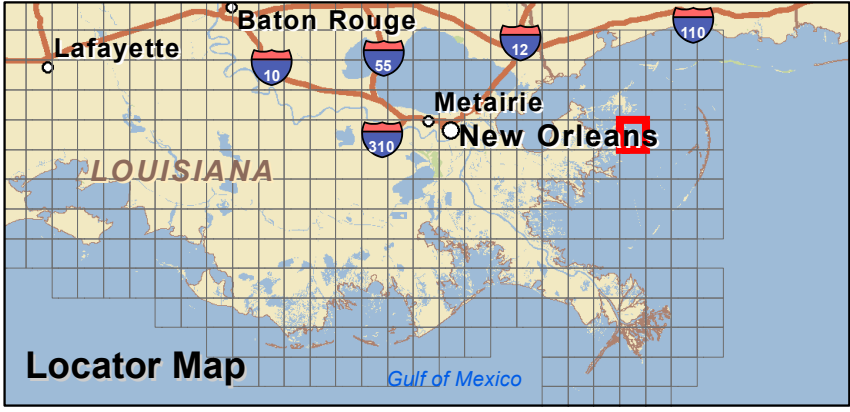 Baton Rouge
110
12
Lafayette
55
10
Metairie
New Orleans
310
LOUISIANA
Locator Map
Gulf of Mexico